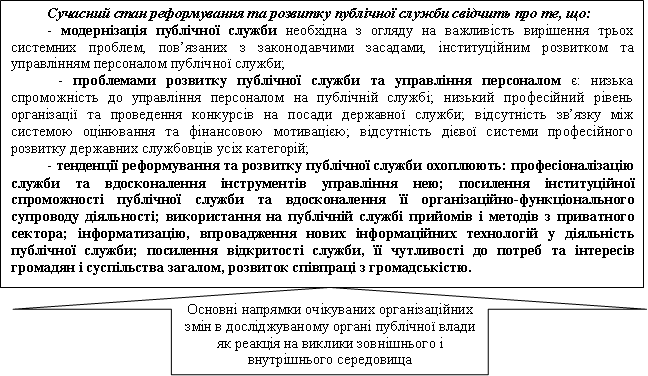 Сучасний стан реформування та розвитку публічної служби свідчить про те, що:
- модернізація публічної служби необхідна з огляду на важливість вирішення трьох
системних проблем, пов’язаних з законодавчими засадами, інституційним розвитком та
управлінням персоналом публічної служби;
- проблемами розвитку публічної служби та управління персоналом є: низька
спроможність до управління персоналом на публічній службі; низький професійний рівень
організації та проведення конкурсів на посади державної служби; відсутність зв’язку між
системою оцінювання та фінансовою мотивацією; відсутність дієвої системи професійного
розвитку державних службовців усіх категорій;
- тенденції реформування та розвитку публічної служби охоплюють: професіоналізацію
служби та вдосконалення інструментів управління нею; посилення інституційної
спроможності публічної служби та вдосконалення її організаційно-функціонального
супроводу діяльності; використання на публічній службі прийомів і методів з приватного
сектора; інформатизацію, впровадження нових інформаційних технологій у діяльність
публічної служби; посилення відкритості служби, її чутливості до потреб та інтересів
громадян і суспільства загалом, розвиток співпраці з громадськістю.
Основні напрямки очікуваних організаційних
змін в досліджуваному органі публічної влади
як реакція на виклики зовнішнього і
внутрішнього середовища